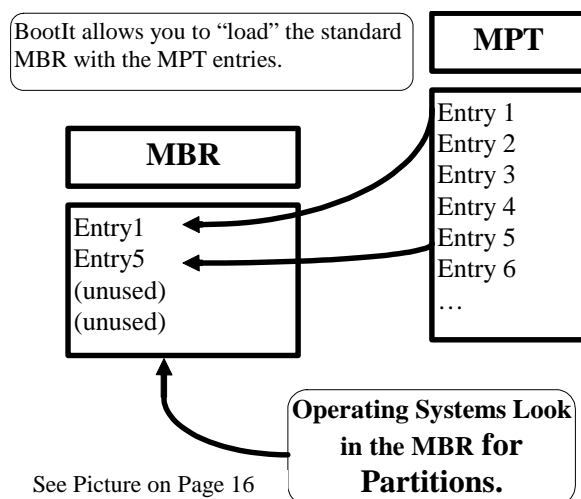 BootIt allows you to “load” the standard
MBR with the MPT entries.
MPT
Entry 1
Entry 2
Entry 3
Entry 4
Entry 5
Entry 6
…
MBR
Entry1
Entry5
(unused)
(unused)
Operating Systems Look
in the MBR for
Partitions.
See Picture on Page 16